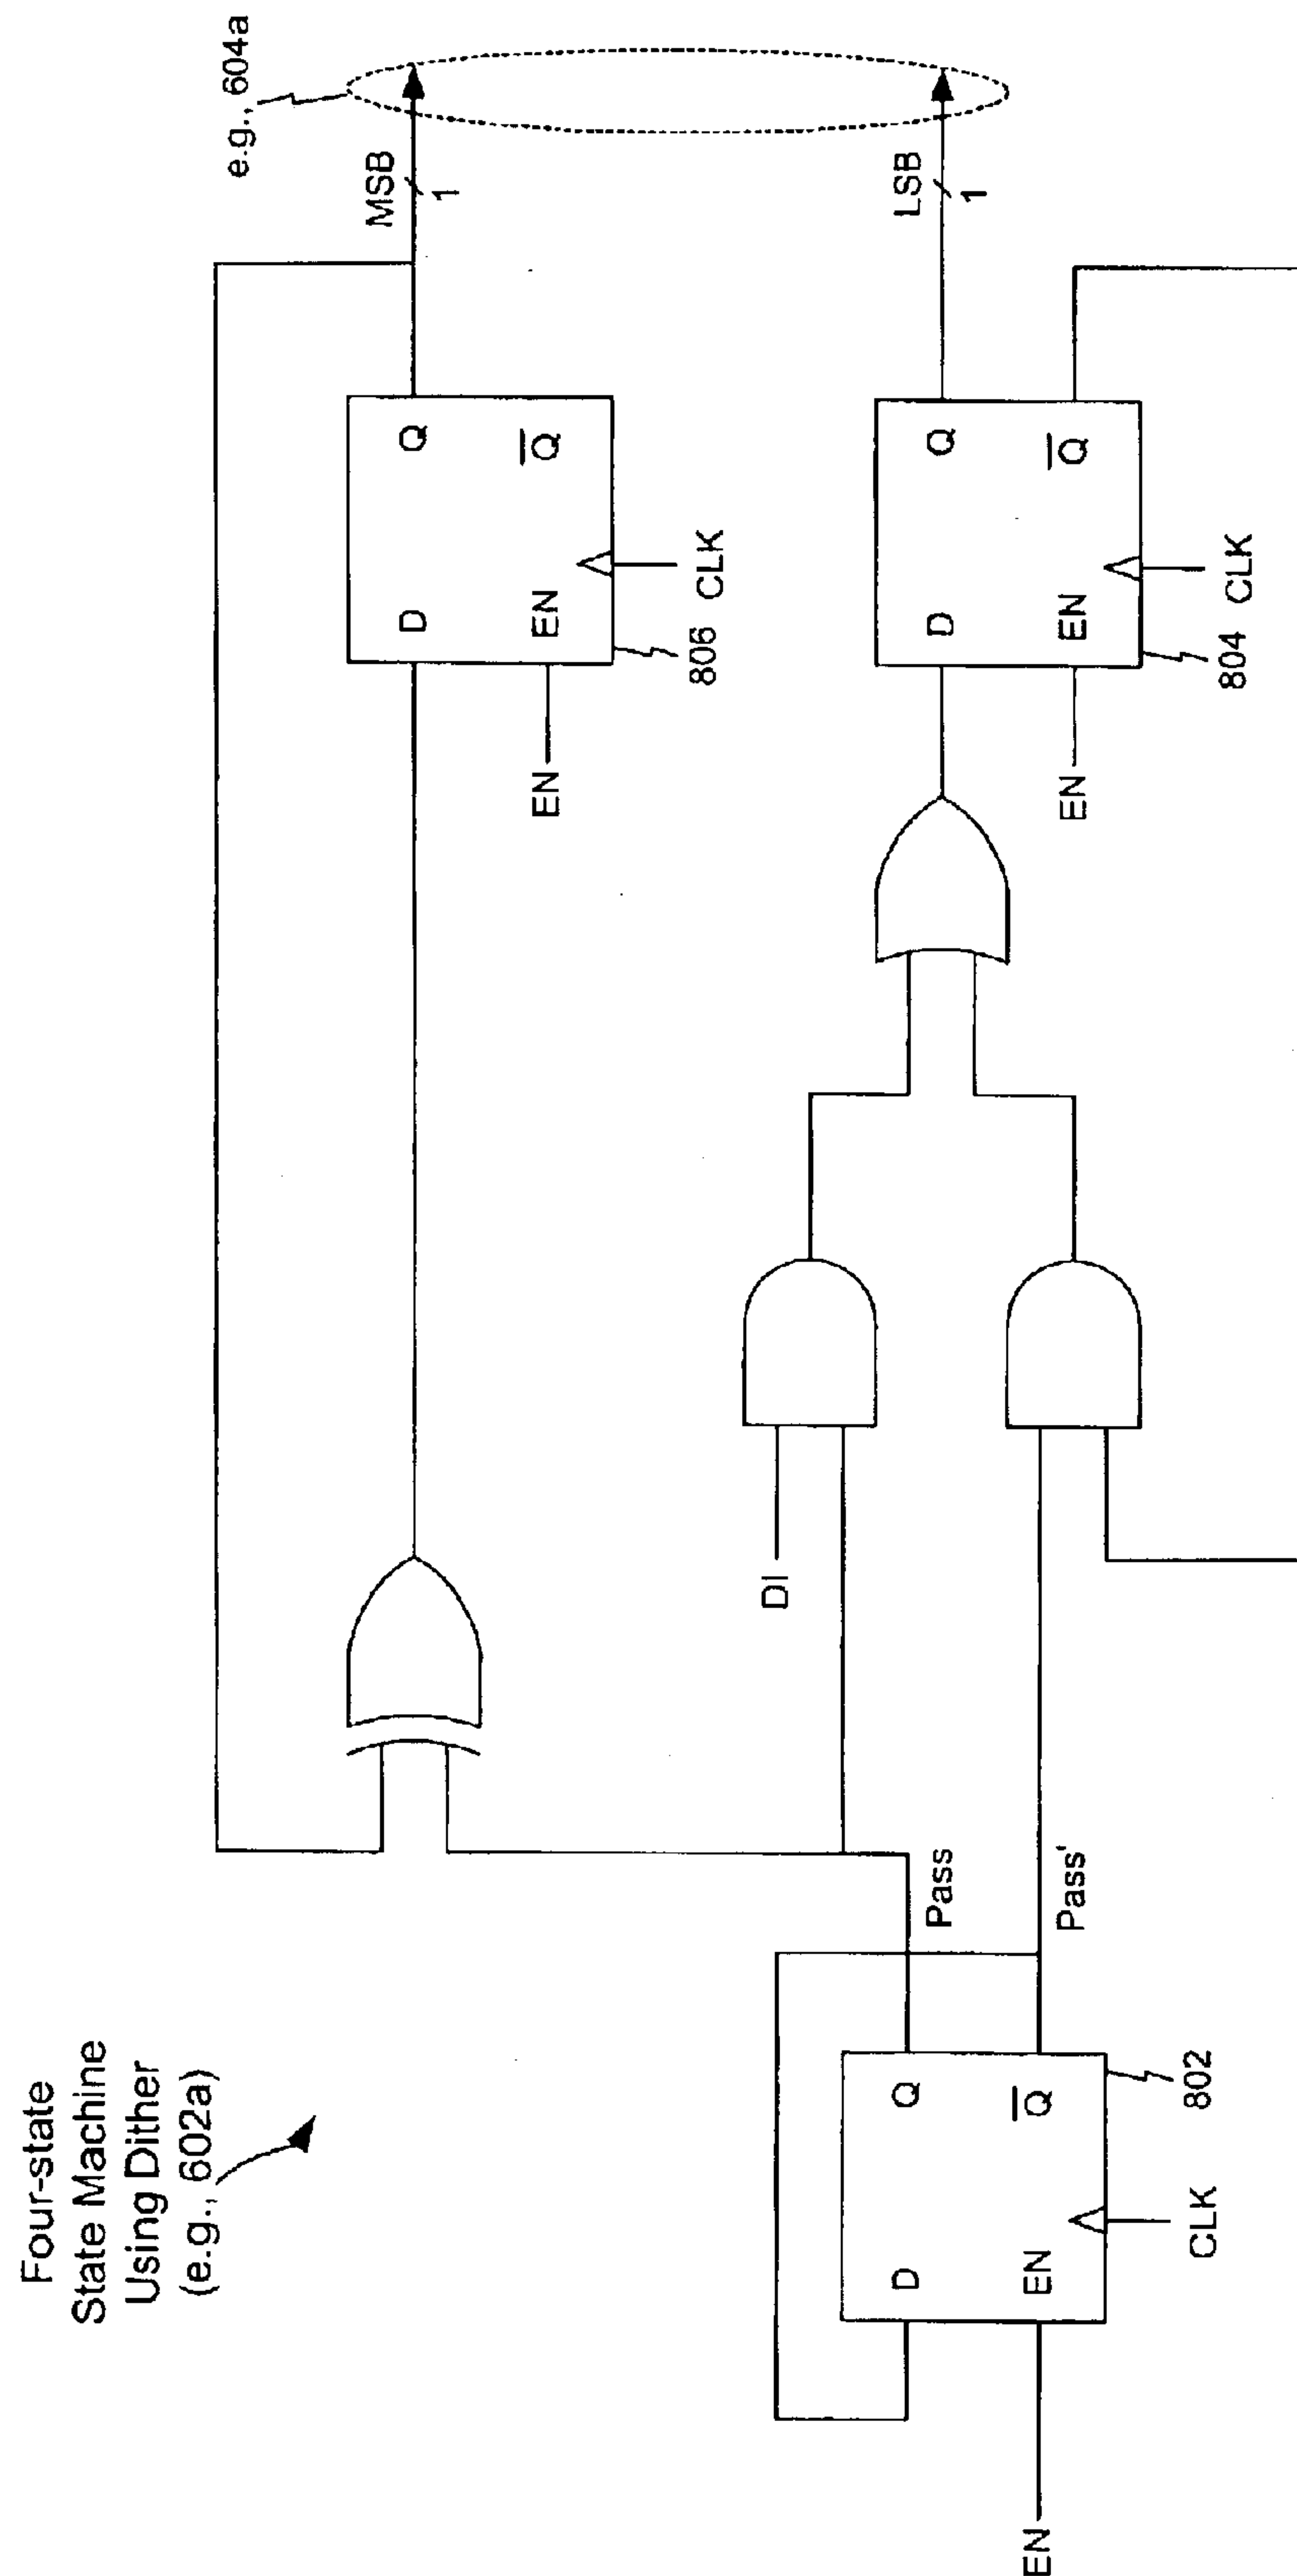 Four-state
State Machine
Using Dither
(e.g., 602a)
e.g., 604a
MSB
1
D
Q
EN
Q
EN
CLK
806
DI
LSB
1
D
Q
EN
Q
EN
CLK
804
Pass
Pass'
D
Q
EN
Q
EN
CLK
802